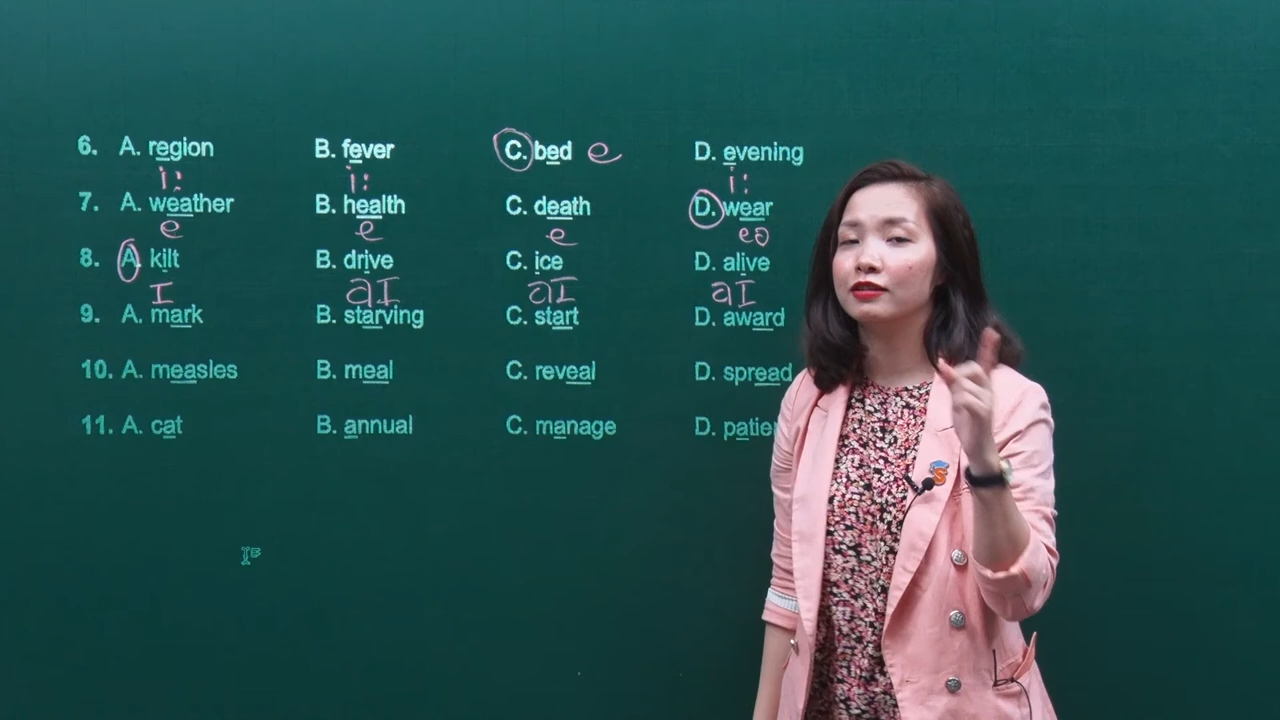 6. A. region B. fever C. bed e D. evening
i: i: i:
7. A. weather B. health C. death D. wear
e e e eə
8. A. kilt B. drive C. ice D. alive
I aI aI aI
9. A. mark B. starving C. start D. award
10. A. measles B. meal C. reveal D. spread
11. A. cat B. annual C. manage D.